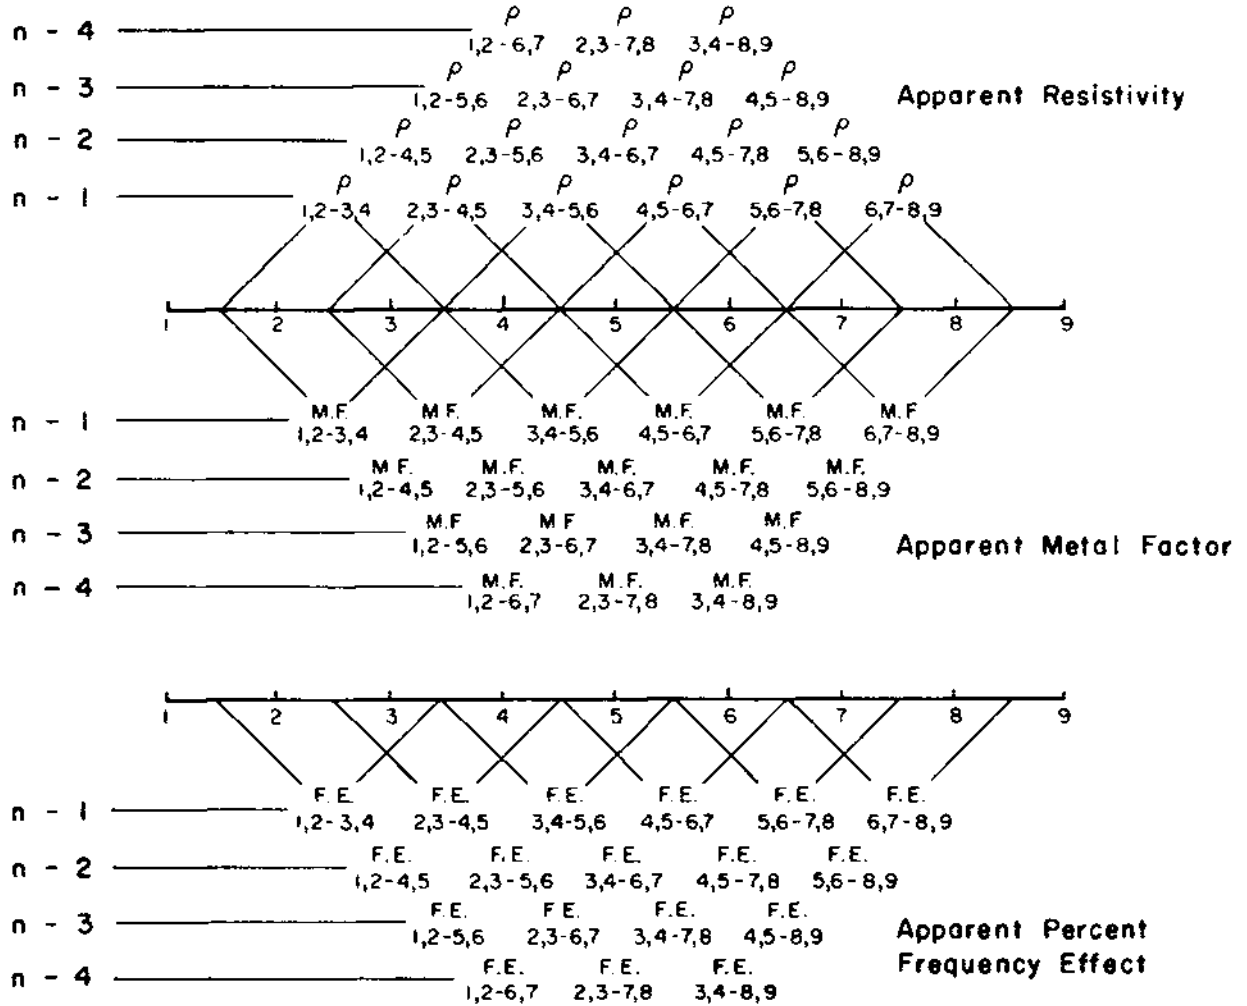 ρ ρ ρ
n - 4
1,2-6,7 2,3-7,8 3,4-8,9
ρ ρ ρ ρ
n - 3 Apparent Resistivity
1,2-5,6 2,3-6,7 3,4-7,8 4,5-8,9
ρ ρ ρ ρ ρ
n - 2
1,2-4,5 2,3-5,6 3,4-6,7 4,5-7,8 5,6-8,9
ρ ρ ρ ρ ρ ρ
n - 1
1,2-3,4 2,3-4,5 3,4-5,6 4,5-6,7 5,6-7,8 6,7-8,9
1 2 3 4 5 6 7 8 9
M.F. M.F. M.F. M.F. M.F. M.F
n - 1
1,2-3,4 2,3-4,5 3,4-5,6 4,5-6,7 5,6-7,8 6,7-8,9
M.F. M.F. M.F. M.F. M.F.
n - 2
1,2-4,5 2,3-5,6 3,4-6,7 4,5-7,8 5,6-8,9
M.F M.F M.F. M.F
n - 3
1,2-5,6 2,3-6,7 3,4-7,8 4,5-8,9 Apparent Metal Factor
M.F. M.F. M.F.
n - 4
1,2-6,7 2,3-7,8 3,4-8,9
1 2 3 4 5 6 7 8 9
F.E. F.E. F.E. F.E. F.E. F.E.
n - 1
1,2-3,4 2,3-4,5 3,4-5,6 4,5-6,7 5,6-7,8 6,7-8,9
F.E. F.E. F.E. F.E. F.E.
n - 2
1,2-4,5 2,3-5,6 3,4-6,7 4,5-7,8 5,6-8,9
F.E. F.E. F.E. F.E.
n - 3 Apparent Percent
1,2-5,6 2,3-6,7 3,4-7,8 4,5-8,9
F.E. F.E. F.E. Frequency Effect
n - 4
1,2-6,7 2,3-7,8 3,4-8,9